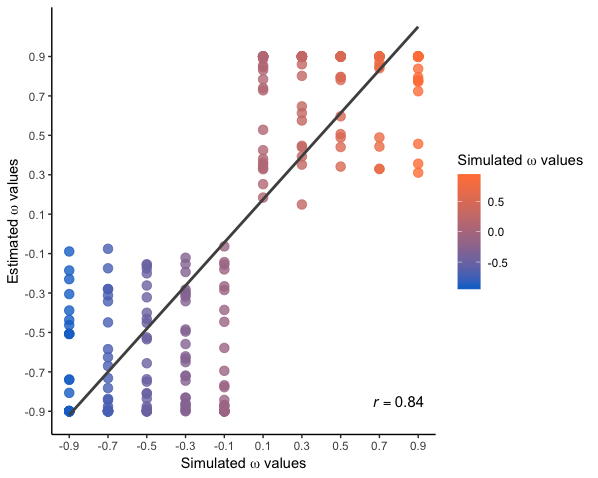 Estimated ω values
0.9
0.7
0.5
0.3
0.1
-0.1
-0.3
-0.5
-0.7
-0.9
-0.9 -0.7 -0.5 -0.3 -0.1 0.1 0.3 0.5 0.7 0.9
Simulated ω values
r = 0.84
Simulated ω values
0.5
0.0
-0.5